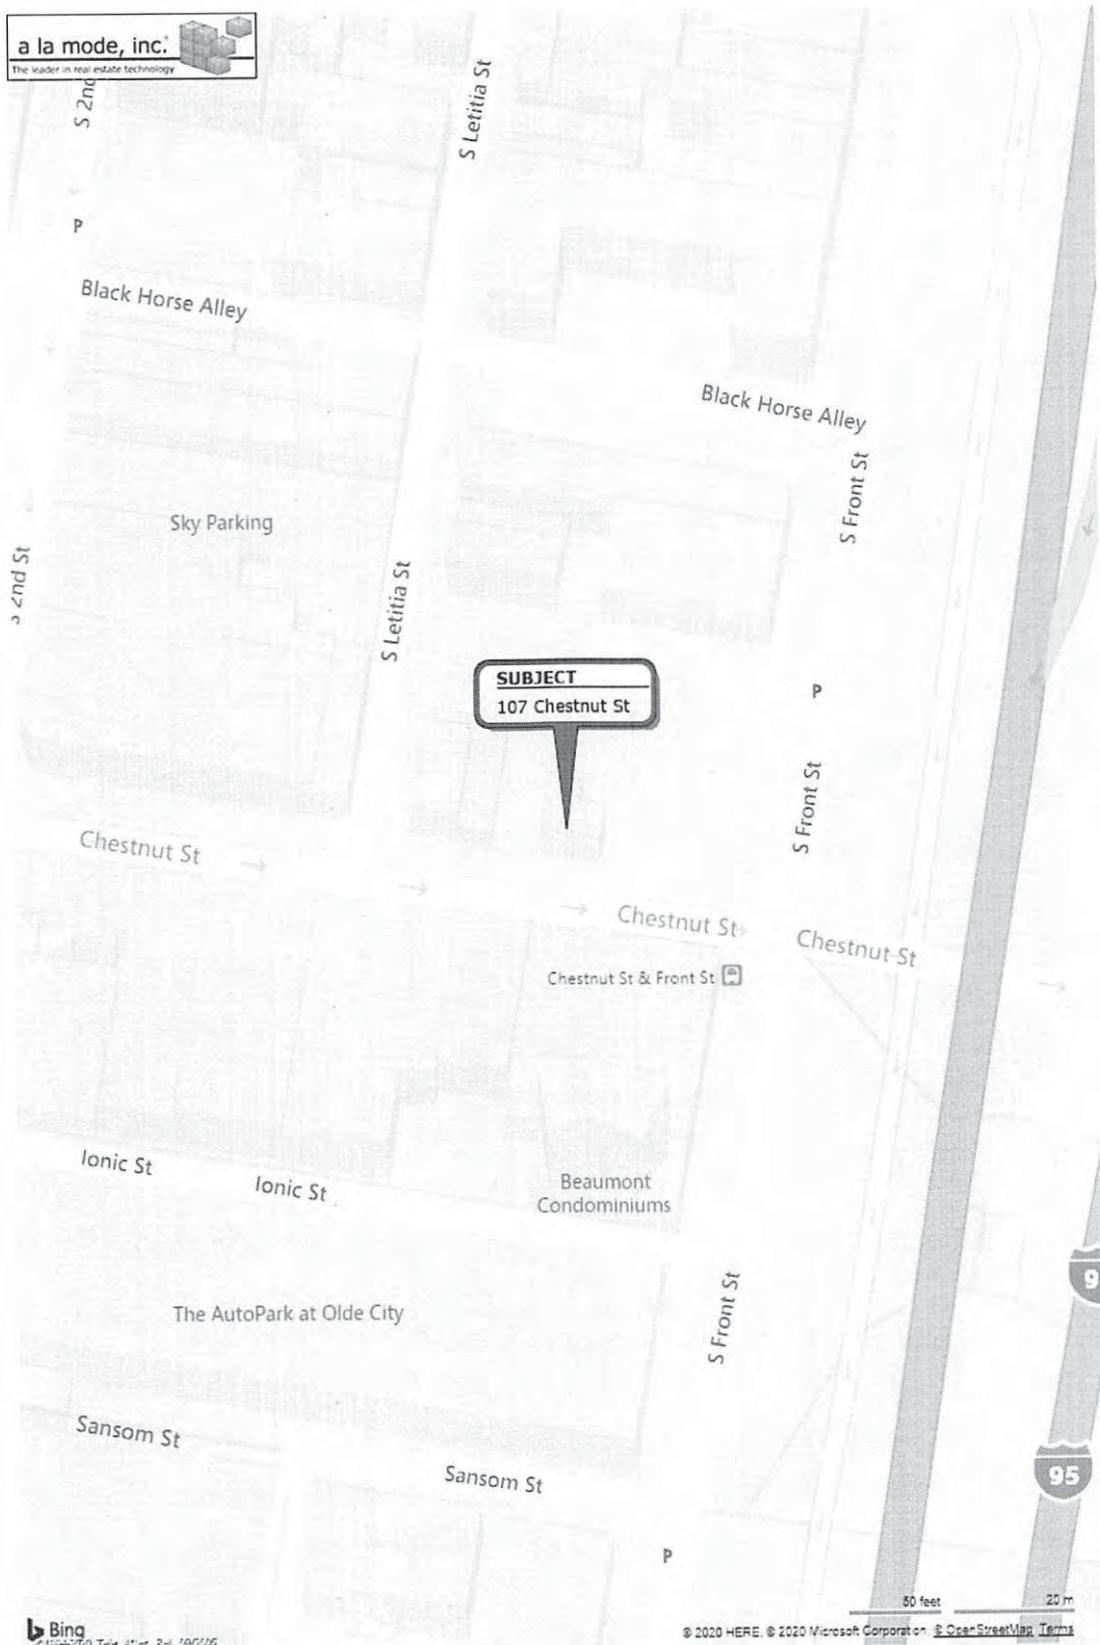 a la mode, inc.
The leader in real estate technology
S 2nd
S Letitia St
P
Black Horse Alley
Black Horse Alley
S Front St
Sky Parking
2nd St
S Letitia St
SUBJECT
107 Chestnut St
P
S Front St
Chestnut St
Chestnut St
Chestnut St
Chestnut St & Front St
Ionic St
Ionic St
Beaumont
Condominiums
9
The AutoPark at Olde City
S Front St
Sansom St
Sansom St
95
P
50 feet
20 m
Bing
© 2020 HERE, © 2020 Microsoft Corporation, © OpenStreetMap Terms